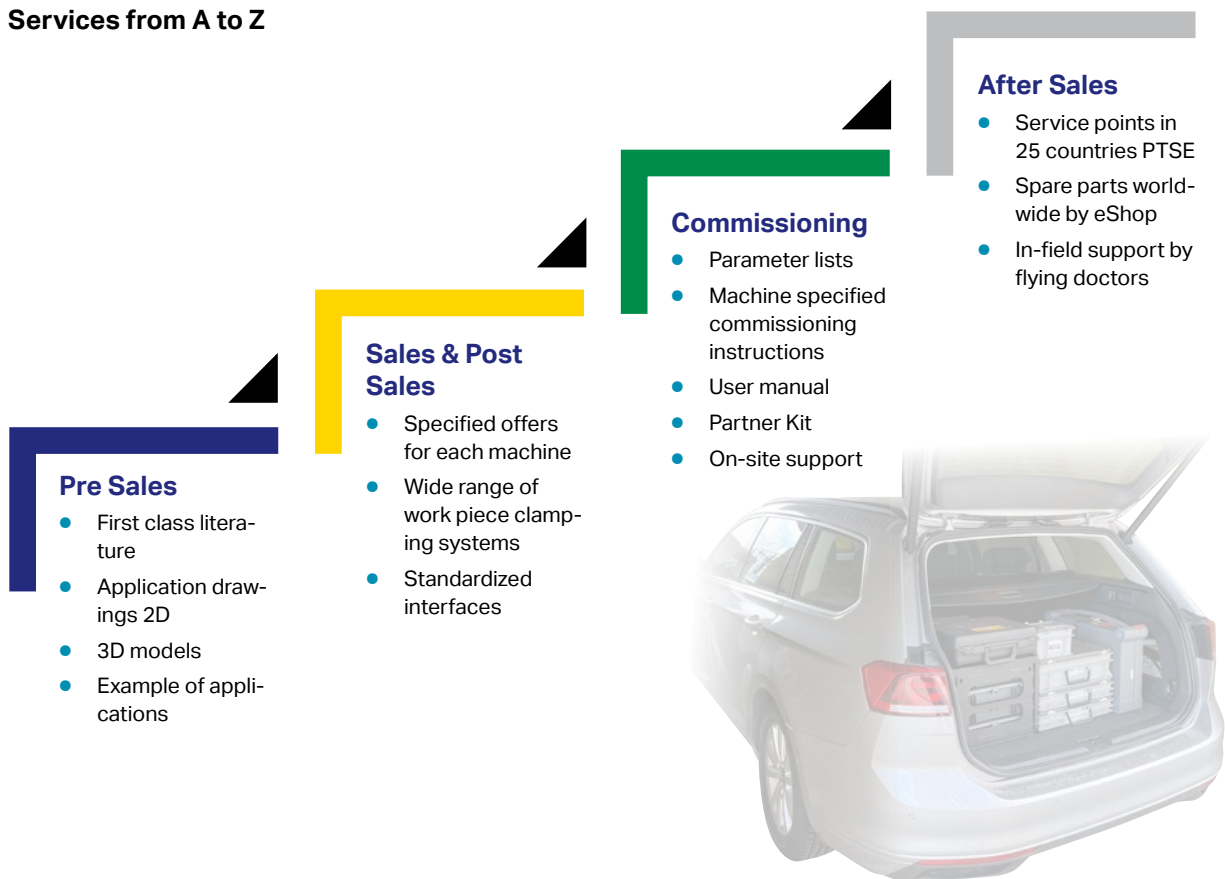 Services from A to Z
Pre Sales
First class litera-
ture
Application draw-
ings 2D
3D models
Example of appli-
cations
Sales & Post
Sales
Specified offers
for each machine
Wide range of
work piece clamp-
ing systems
Standardized
interfaces
Commissioning
Parameter lists
Machine specified
commissioning
instructions
User manual
Partner Kit
On-site support
After Sales
Service points in
25 countries PTSE
Spare parts world-
wide by eShop
In-field support by
flying doctors